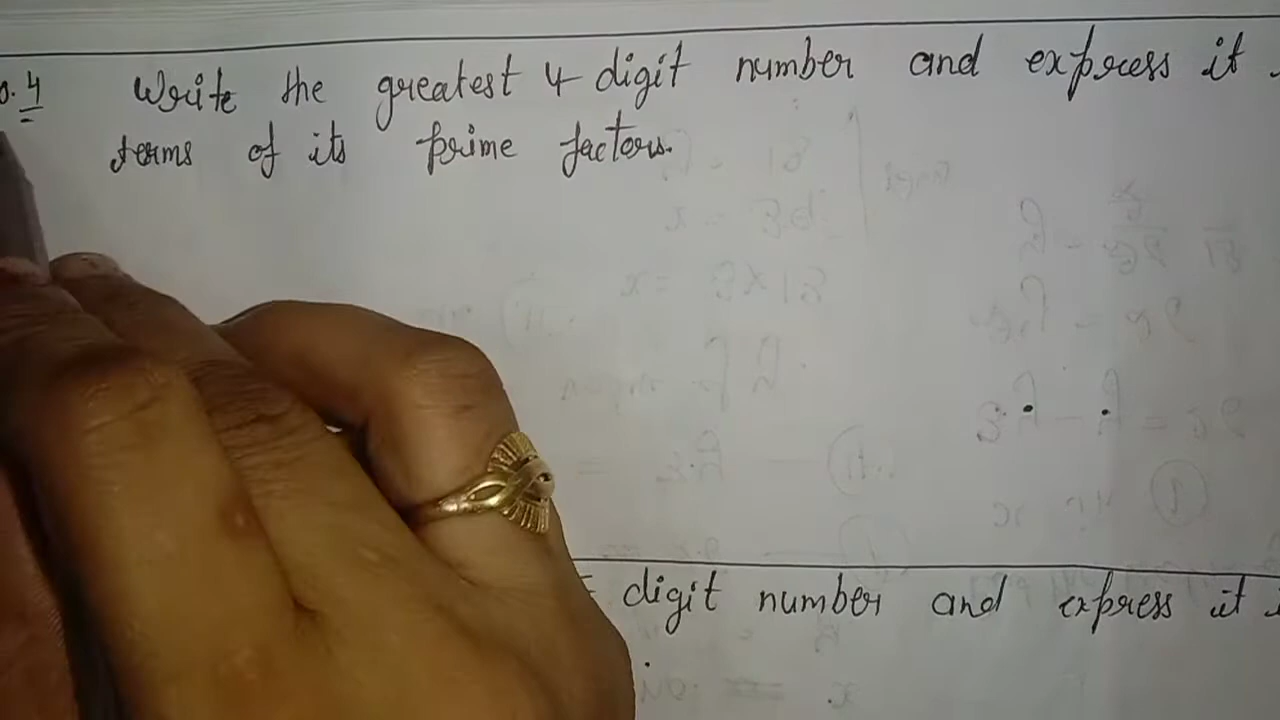 o. 4 Write the greatest 4 digit number and express it
terms of its prime factors.
digit number and express it